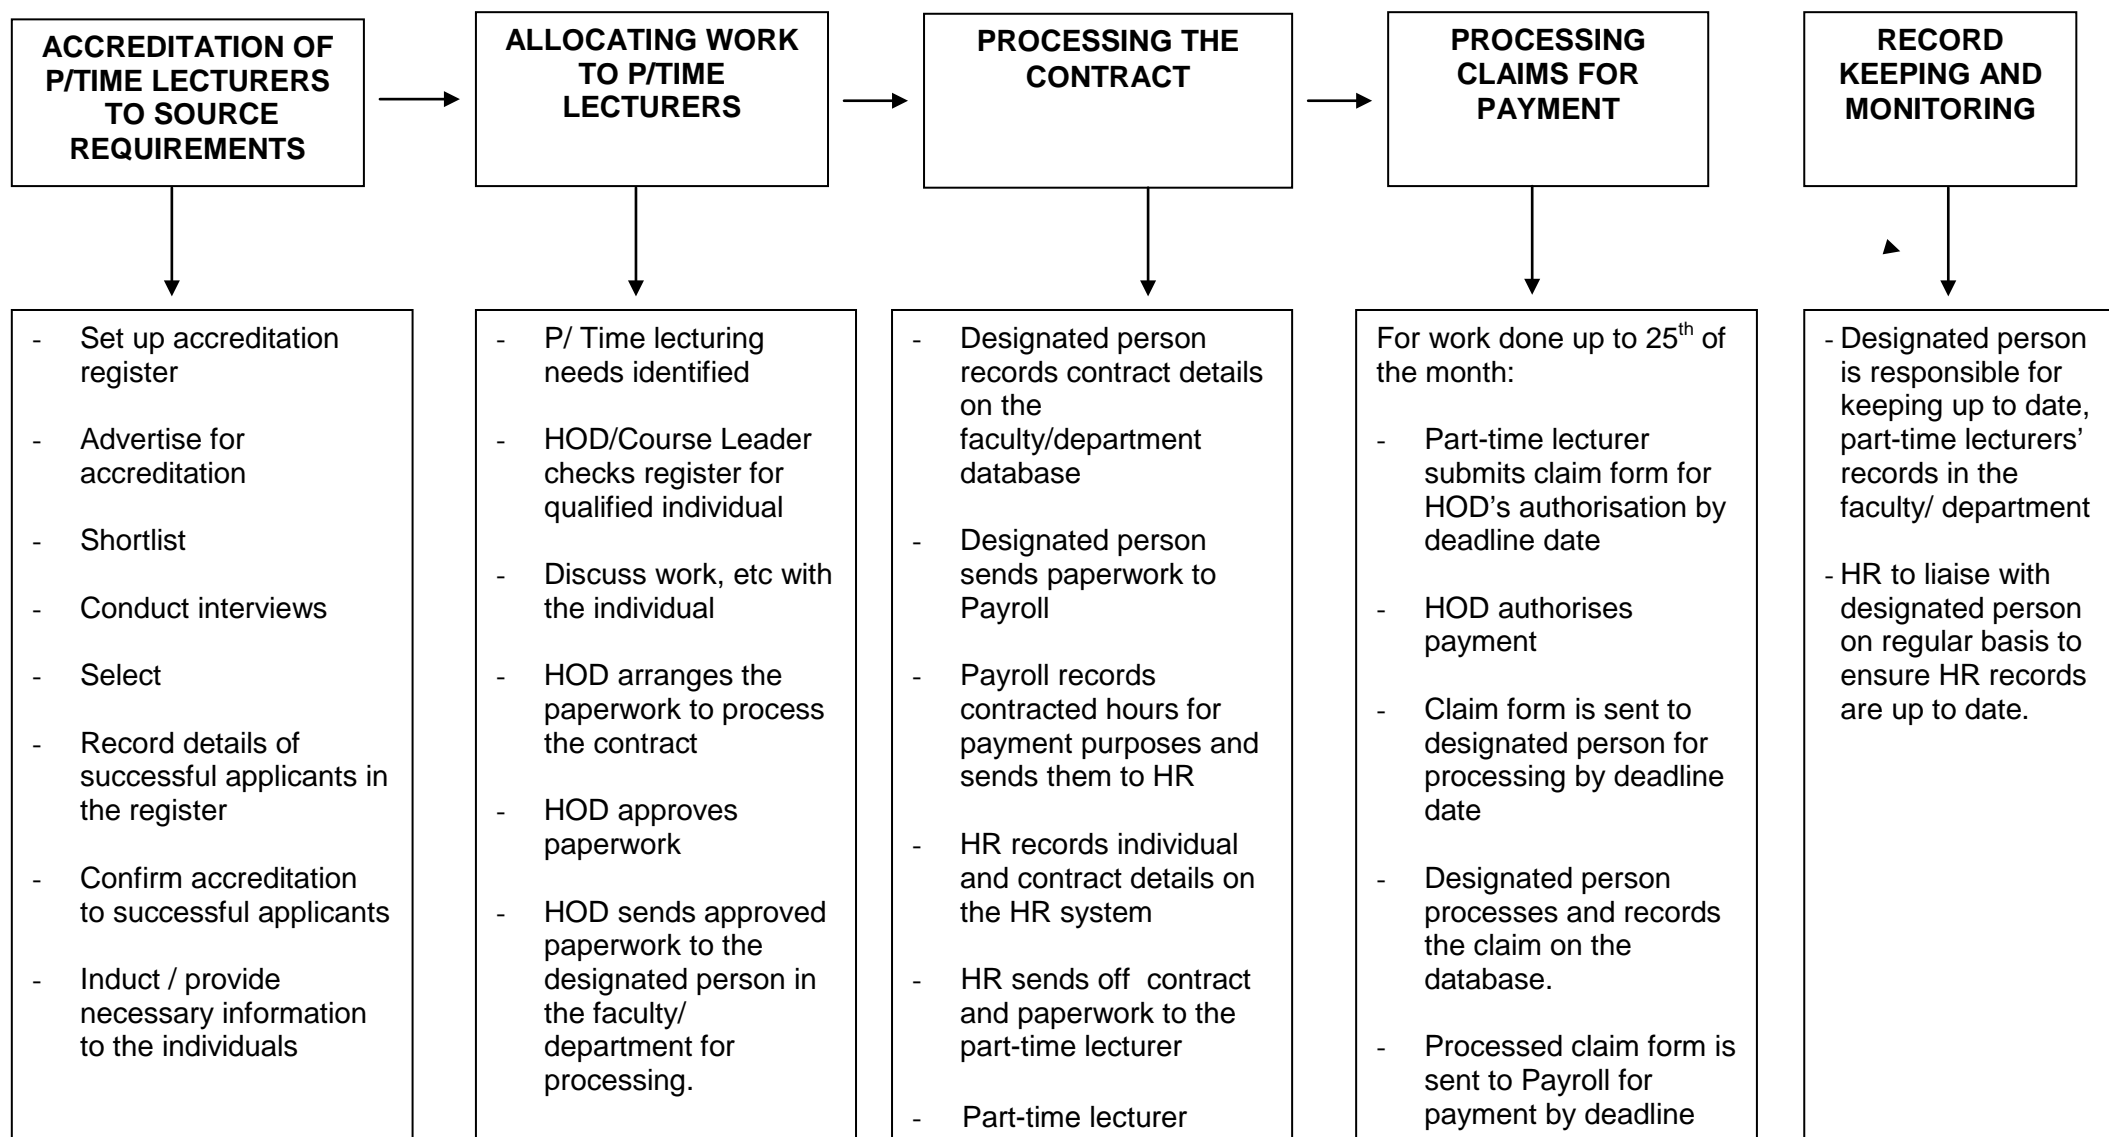 ACCREDITATION OF
P/TIME LECTURERS
TO SOURCE
REQUIREMENTS
ALLOCATING WORK
TO P/TIME
LECTURERS
PROCESSING THE
CONTRACT
PROCESSING
CLAIMS FOR
PAYMENT
RECORD
KEEPING AND
MONITORING
- Set up accreditation
register
- Advertise for
accreditation
- Shortlist
- Conduct interviews
- Select
- Record details of
successful applicants in
the register
- Confirm accreditation
to successful applicants
- Induct / provide
necessary information
to the individuals
- P/ Time lecturing
needs identified
- HOD/Course Leader
checks register for
qualified individual
- Discuss work, etc with
the individual
- HOD arranges the
paperwork to process
the contract
- HOD approves
paperwork
- HOD sends approved
paperwork to the
designated person in
the faculty/
department for
processing.
- Designated person
records contract details
on the
faculty/department
database
- Designated person
sends paperwork to
Payroll
- Payroll records
contracted hours for
payment purposes and
sends them to HR
- HR records individual
and contract details on
the HR system
- HR sends off  contract
and paperwork to the
part-time lecturer
- Part-time lecturer
For work done up to 25th of
the month:
- Part-time lecturer
submits claim form for
HOD’s authorisation by
deadline date
- HOD authorises
payment
- Claim form is sent to
designated person for
processing by deadline
date
- Designated person
processes and records
the claim on the
database.
- Processed claim form is
sent to Payroll for
payment by deadline
- Designated person
is responsible for
keeping up to date,
part-time lecturers’
records in the
faculty/ department
- HR to liaise with
designated person
on regular basis to
ensure HR records
are up to date.